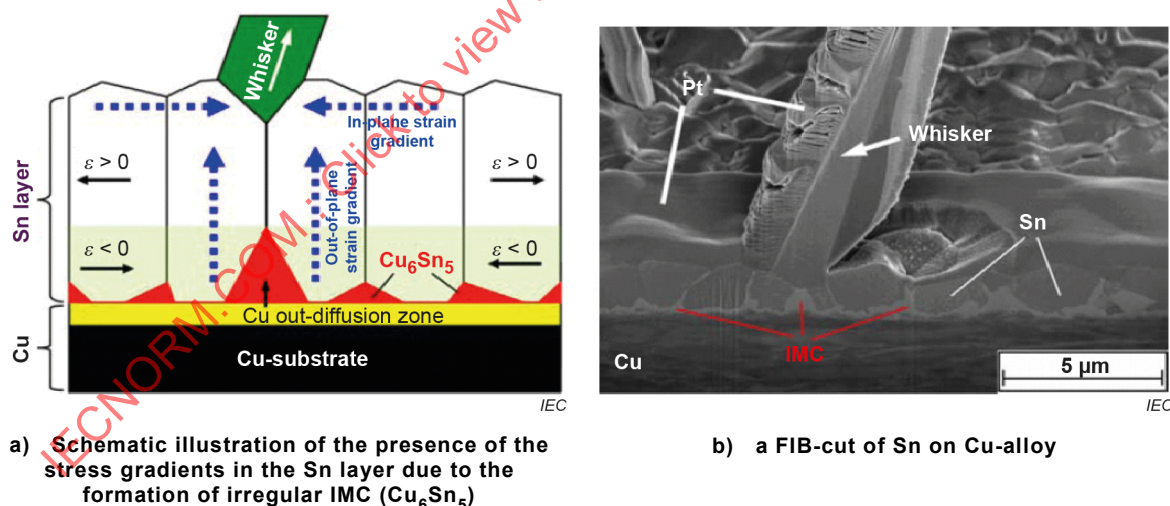 Whisker
In-plane strain
gradient
Out-of-plane
strain gradient
Sn layer
ε > 0
ε > 0
ε < 0
ε < 0
Cu₆Sn₅
Cu out-diffusion zone
Cu
Cu-substrate
IEC
a) Schematic illustration of the presence of the
stress gradients in the Sn layer due to the
formation of irregular IMC (Cu₆Sn₅)
Pt
Whisker
Sn
IMC
Cu
5 µm
IEC
b) a FIB-cut of Sn on Cu-alloy
IECNORM.COM : Click to view